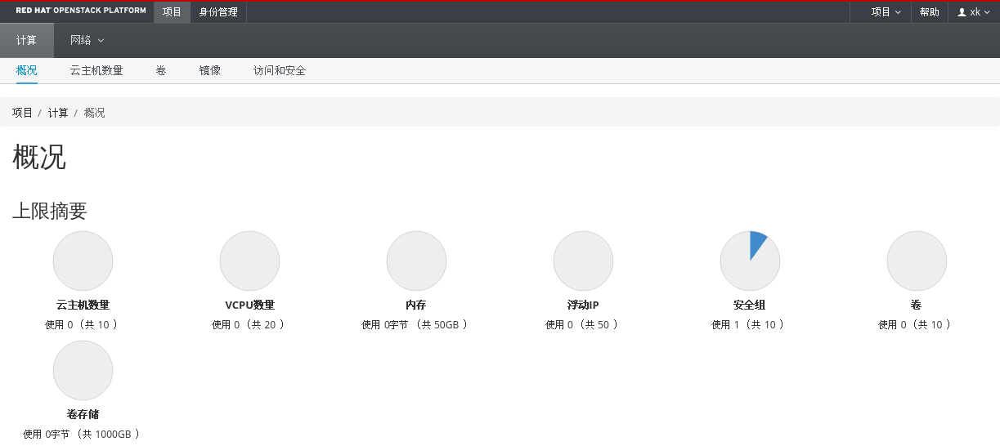 RED HAT OPENSTACK PLATFORM 项目 身份管理 项目 帮助 xk
计算 网络
概况 云主机数量 卷 镜像 访问和安全
项目 / 计算 / 概况
概况
上限摘要
云主机数量 VCPU数量 内存 浮动IP 安全组 卷
使用 0 （共 10 ） 使用 0 （共 20 ） 使用 0字节 （共 50GB ） 使用 0 （共 50 ） 使用 1 （共 10 ） 使用 0 （共 10 ）
卷存储
使用 0字节 （共 1000GB ）